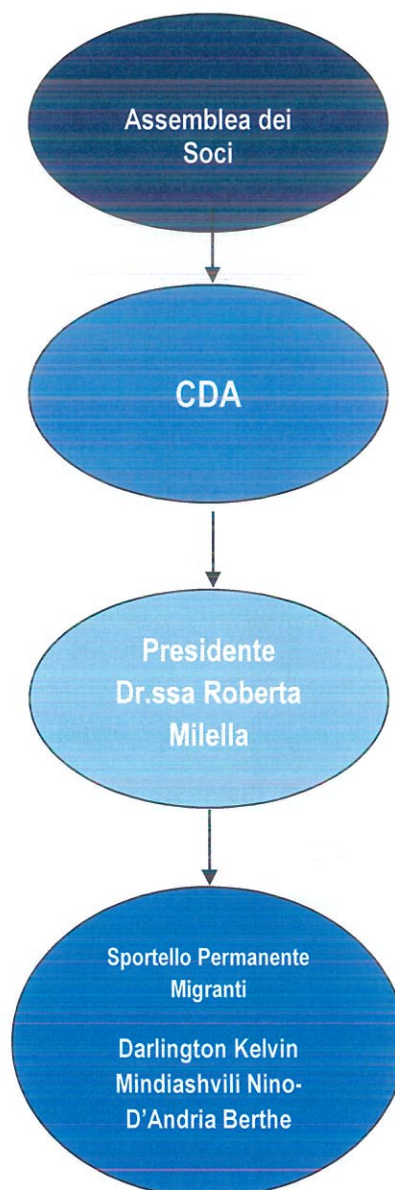 Assemblea dei
Soci
CDA
Presidente
Dr.ssa Roberta
Milella
Sportello Permanente
Migranti
Darlington Kelvin
Mindiashvili Nino-
D'Andria Berthe